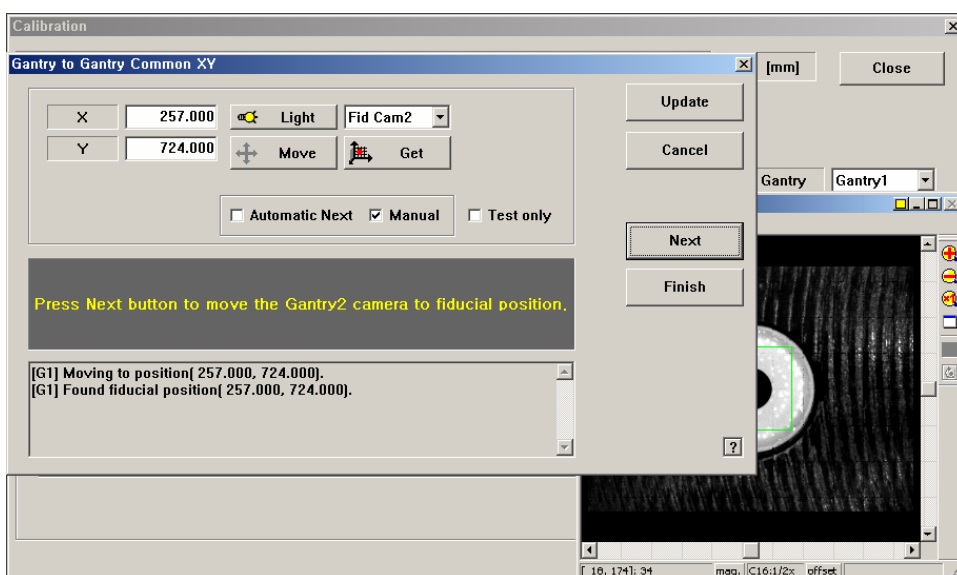 Calibration
Gantry to Gantry Common XY
[mm]
Close
X 257.000 Light Fid Cam2
Update
Y 724.000 Move Get
Cancel
Gantry Gantry1
Automatic Next Manual Test only
Next
Finish
Press Next button to move the Gantry2 camera to fiducial position.
[G1] Moving to position( 257.000, 724.000).
[G1] Found fiducial position( 257.000, 724.000).
?
[ 18, 174]: 34 mag. C16:1/2x offset